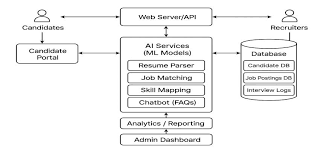 Candidates
Web Server/API
Recruiters
Candidate
Portal
AI Services
(ML Models)
Resume Parser
Job Matching
Skill Mapping
Chatbot (FAQs)
Database
Candidate DB
Job Postings DB
Interview Logs
Analytics / Reporting
Admin Dashboard